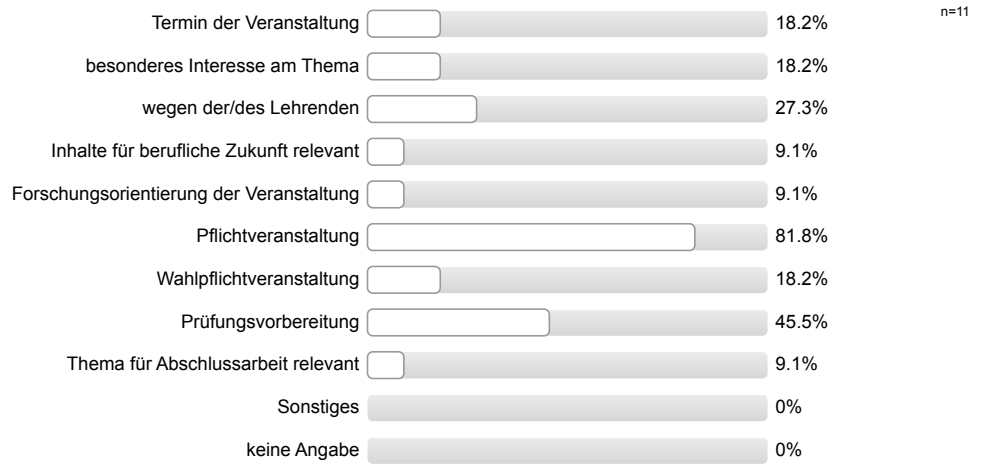 n=11
Termin der Veranstaltung 18.2%
besonderes Interesse am Thema 18.2%
wegen der/des Lehrenden 27.3%
Inhalte für berufliche Zukunft relevant 9.1%
Forschungsorientierung der Veranstaltung 9.1%
Pflichtveranstaltung 81.8%
Wahlpflichtveranstaltung 18.2%
Prüfungsvorbereitung 45.5%
Thema für Abschlussarbeit relevant 9.1%
Sonstiges 0%
keine Angabe 0%